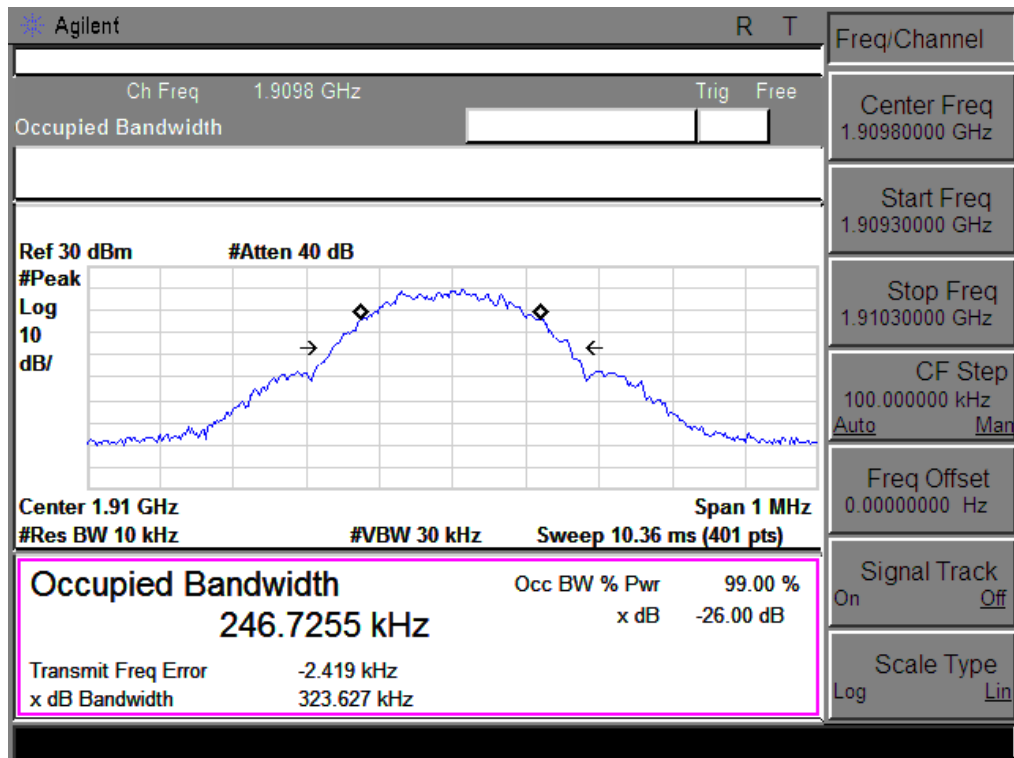 Agilent R T
Ch Freq 1.9098 GHz Trig Free
Occupied Bandwidth
Ref 30 dBm #Atten 40 dB
#Peak
Log
10
dB/
Center 1.91 GHz Span 1 MHz
#Res BW 10 kHz #VBW 30 kHz Sweep 10.36 ms (401 pts)
Occupied Bandwidth Occ BW % Pwr 99.00 %
246.7255 kHz x dB -26.00 dB
Transmit Freq Error -2.419 kHz
x dB Bandwidth 323.627 kHz
Freq/Channel
Center Freq
1.90980000 GHz
Start Freq
1.90930000 GHz
Stop Freq
1.91030000 GHz
CF Step
100.000000 kHz
Auto Man
Freq Offset
0.00000000 Hz
Signal Track
On Off
Scale Type
Log Lin